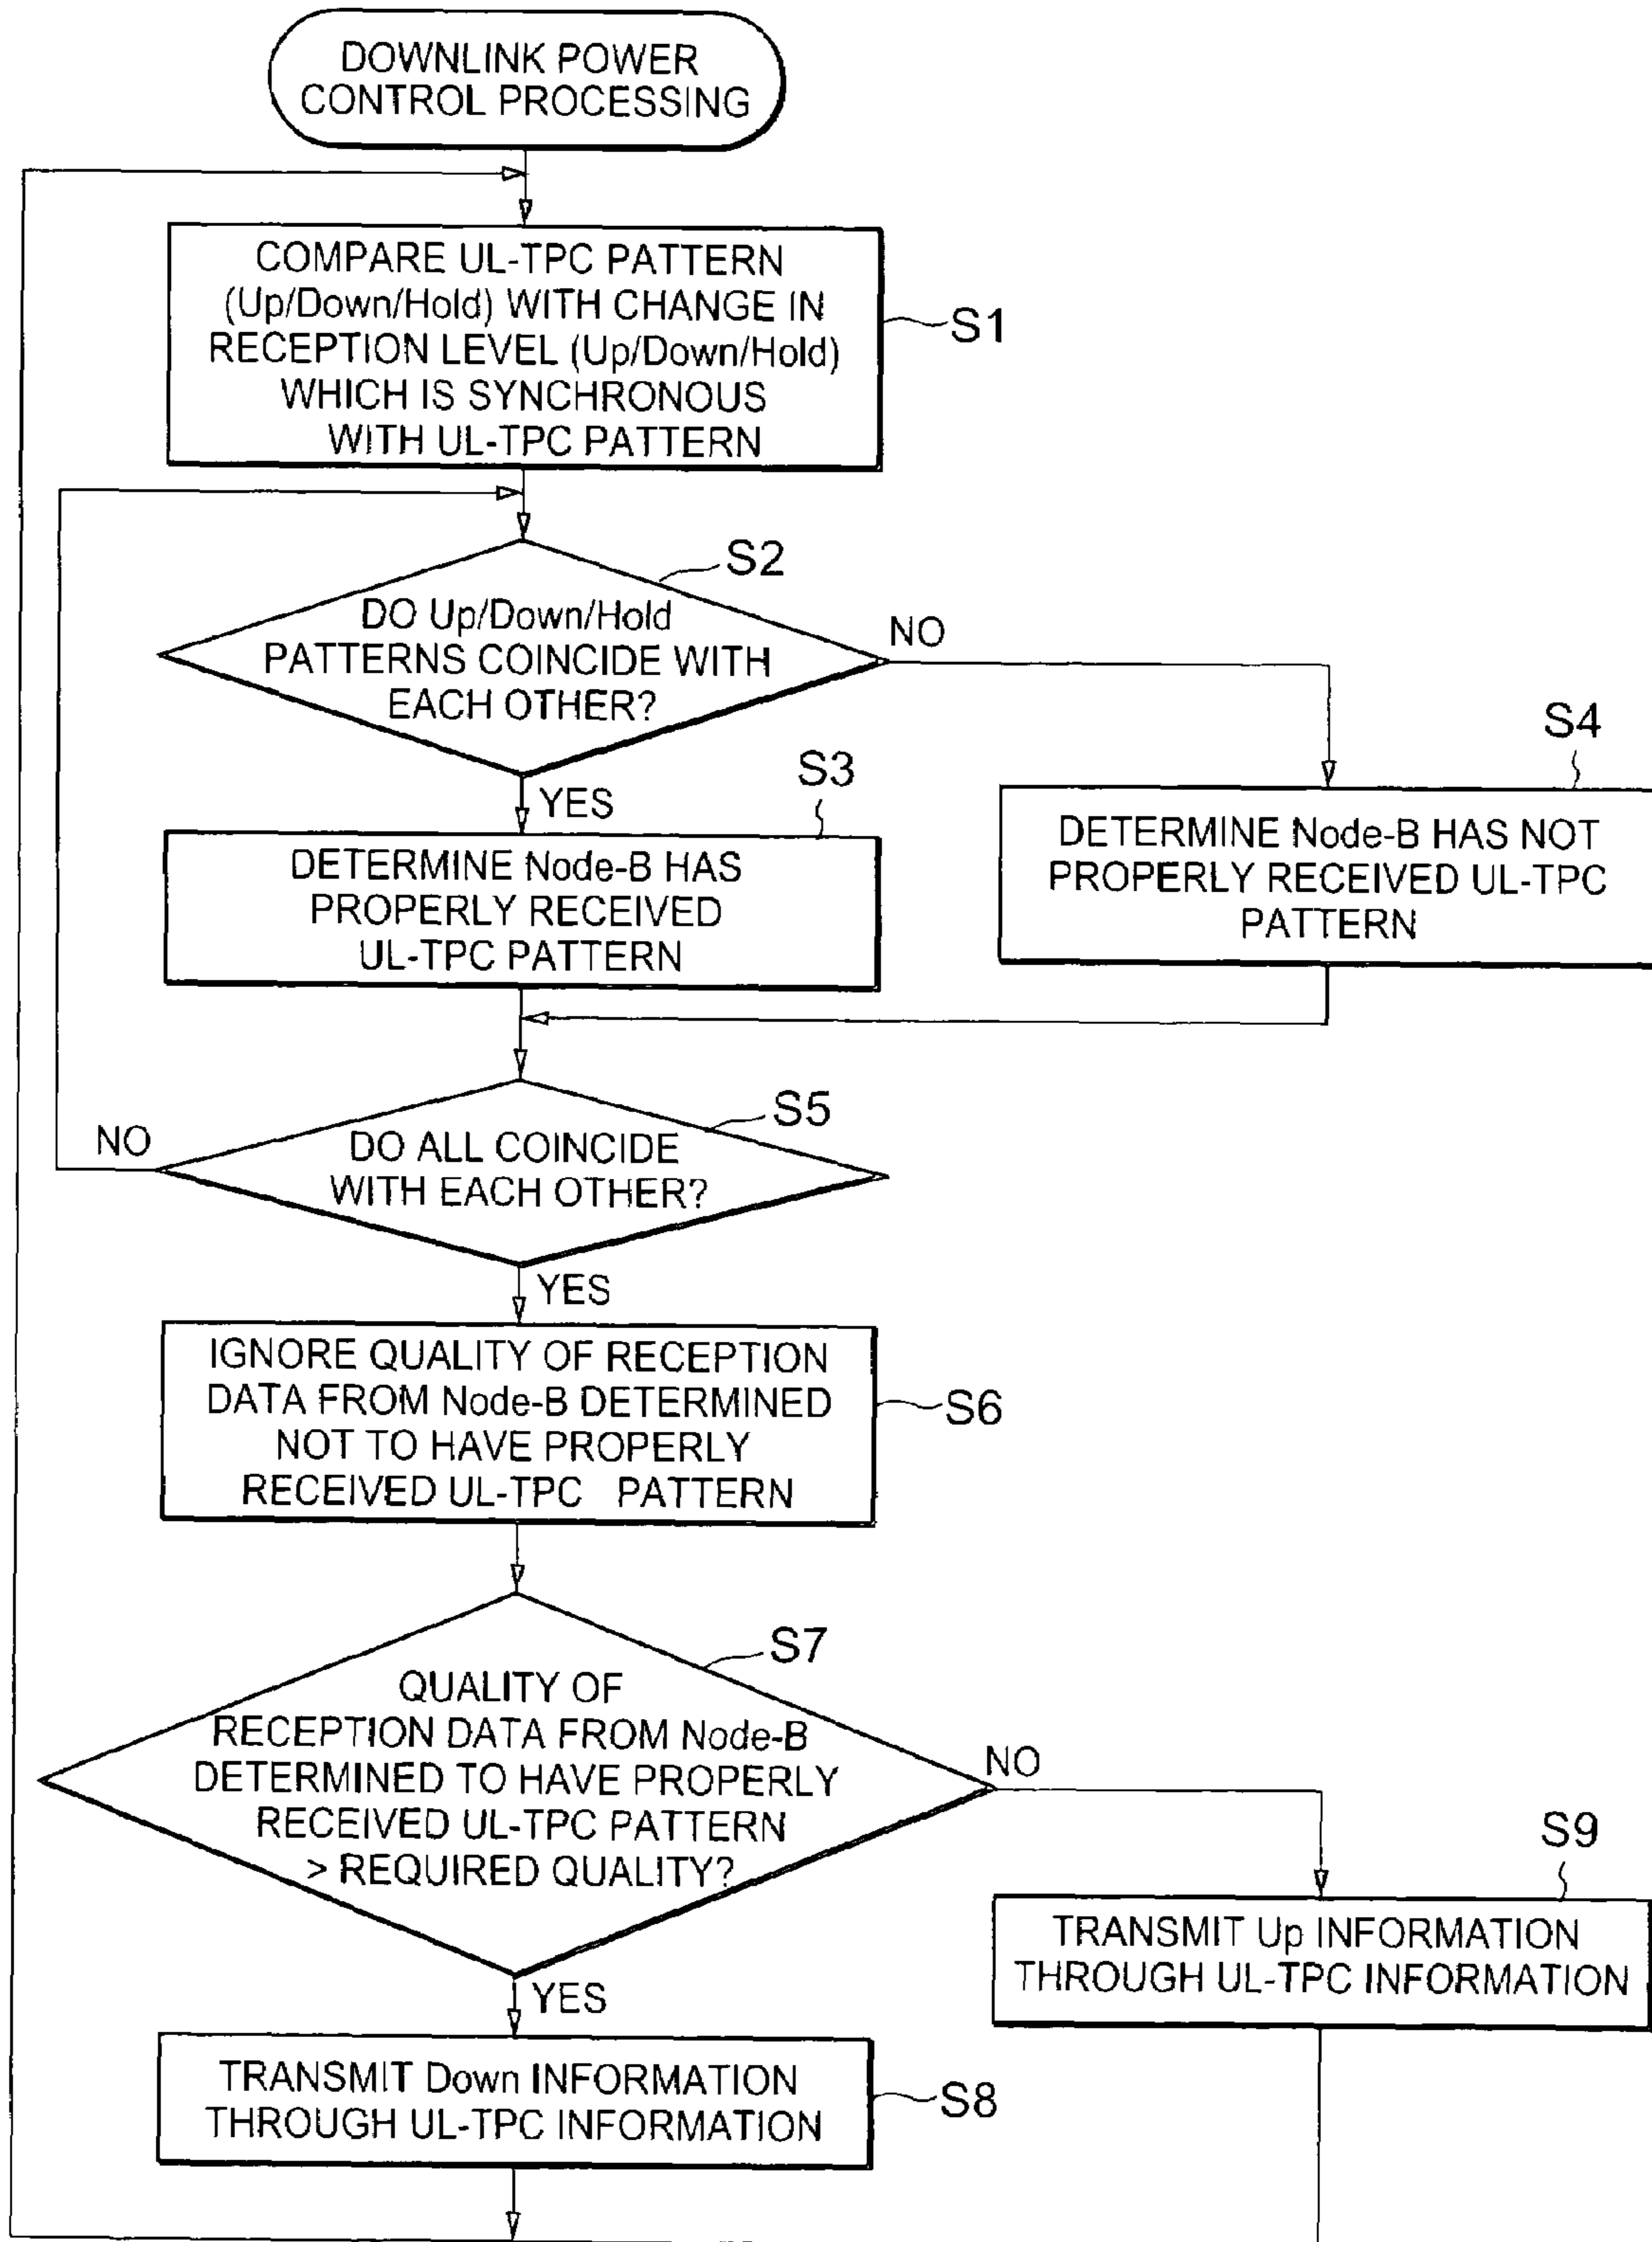 DOWNLINK POWER
CONTROL PROCESSING
COMPARE UL-TPC PATTERN
(Up/Down/Hold) WITH CHANGE IN
RECEPTION LEVEL (Up/Down/Hold)
WHICH IS SYNCHRONOUS
WITH UL-TPC PATTERN
S1
S2
DO Up/Down/Hold
PATTERNS COINCIDE WITH
EACH OTHER?
NO
YES
S3
DETERMINE Node-B HAS
PROPERLY RECEIVED
UL-TPC PATTERN
S4
DETERMINE Node-B HAS NOT
PROPERLY RECEIVED UL-TPC
PATTERN
S5
DO ALL COINCIDE
WITH EACH OTHER?
NO
YES
IGNORE QUALITY OF RECEPTION
DATA FROM Node-B DETERMINED
NOT TO HAVE PROPERLY
RECEIVED UL-TPC PATTERN
S6
S7
QUALITY OF
RECEPTION DATA FROM Node-B
DETERMINED TO HAVE PROPERLY
RECEIVED UL-TPC PATTERN
> REQUIRED QUALITY?
NO
YES
S9
TRANSMIT Up INFORMATION
THROUGH UL-TPC INFORMATION
TRANSMIT Down INFORMATION
THROUGH UL-TPC INFORMATION
S8